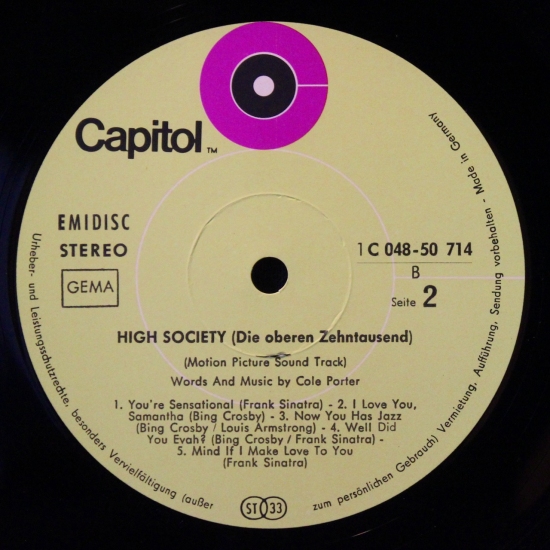 Capitol ™
EMIDISC
STEREO
GEMA
1 C 048-50 714
B
Seite 2
HIGH SOCIETY (Die oberen Zehntausend)
(Motion Picture Sound Track)
Words And Music by Cole Porter
1. You're Sensational (Frank Sinatra) - 2. I Love You,
Samantha (Bing Crosby) - 3. Now You Has Jazz
(Bing Crosby / Louis Armstrong) - 4. Well Did
You Evah? (Bing Crosby / Frank Sinatra) -
5. Mind If I Make Love To You
(Frank Sinatra)
ST 33
Urheber- und Leistungsschutzrechte, besonders Vervielfältigung (außer zum persönlichen Gebrauch) Vermietung, Aufführung, Sendung vorbehalten - Made in Germany